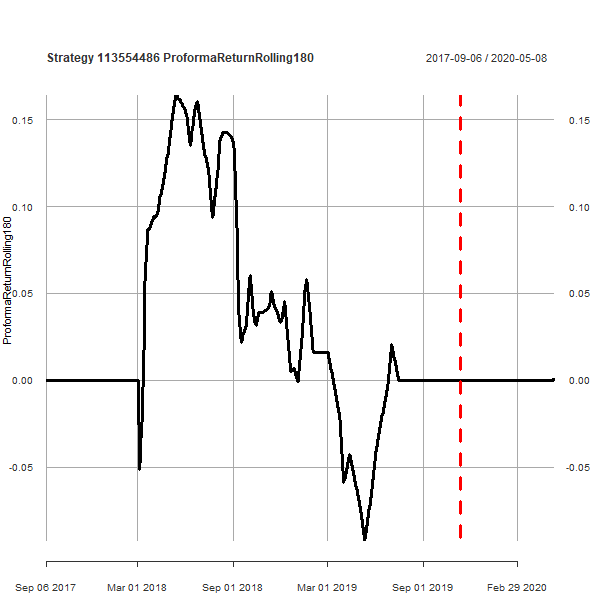 Strategy 113554486 ProformaReturnRolling180
2017-09-06 / 2020-05-08
ProformaReturnRolling180
0.15
0.10
0.05
0.00
-0.05
0.15
0.10
0.05
0.00
-0.05
Sep 06 2017
Mar 01 2018
Sep 01 2018
Mar 01 2019
Sep 01 2019
Feb 29 2020